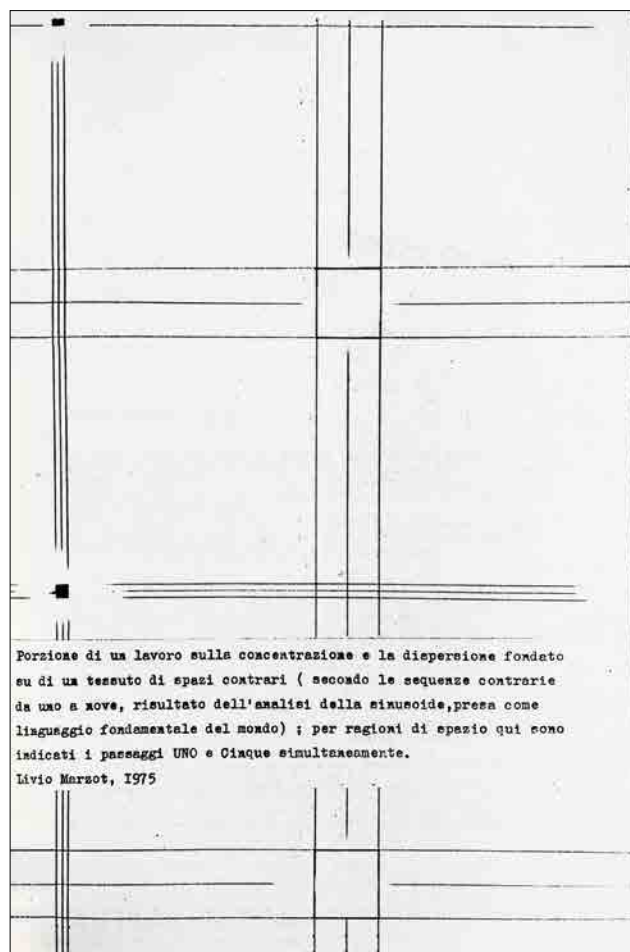 Porzione di un lavoro sulla concentrazione e la dispersione fondato
su di un tessuto di spazi contrari ( secondo le sequenze contrarie
da uno a nove, risultato dell'analisi della sinusoide,presa come
linguaggio fondamentale del mondo) ; per ragioni di spazio qui sono
indicati i passaggi UNO e Cinque simultaneamente.
Livio Marzot, I975